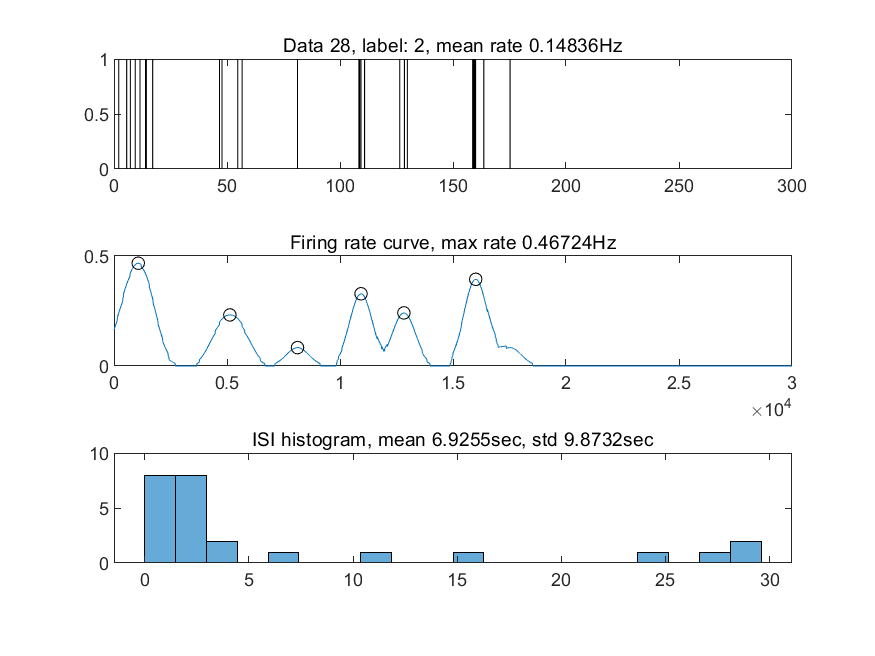 Data 28, label: 2, mean rate 0.14836Hz
1
0.5
0
0 50 100 150 200 250 300
Firing rate curve, max rate 0.46724Hz
0.5
0
0 0.5 1 1.5 2 2.5 3
×10⁴
ISI histogram, mean 6.9255sec, std 9.8732sec
10
5
0
0 5 10 15 20 25 30